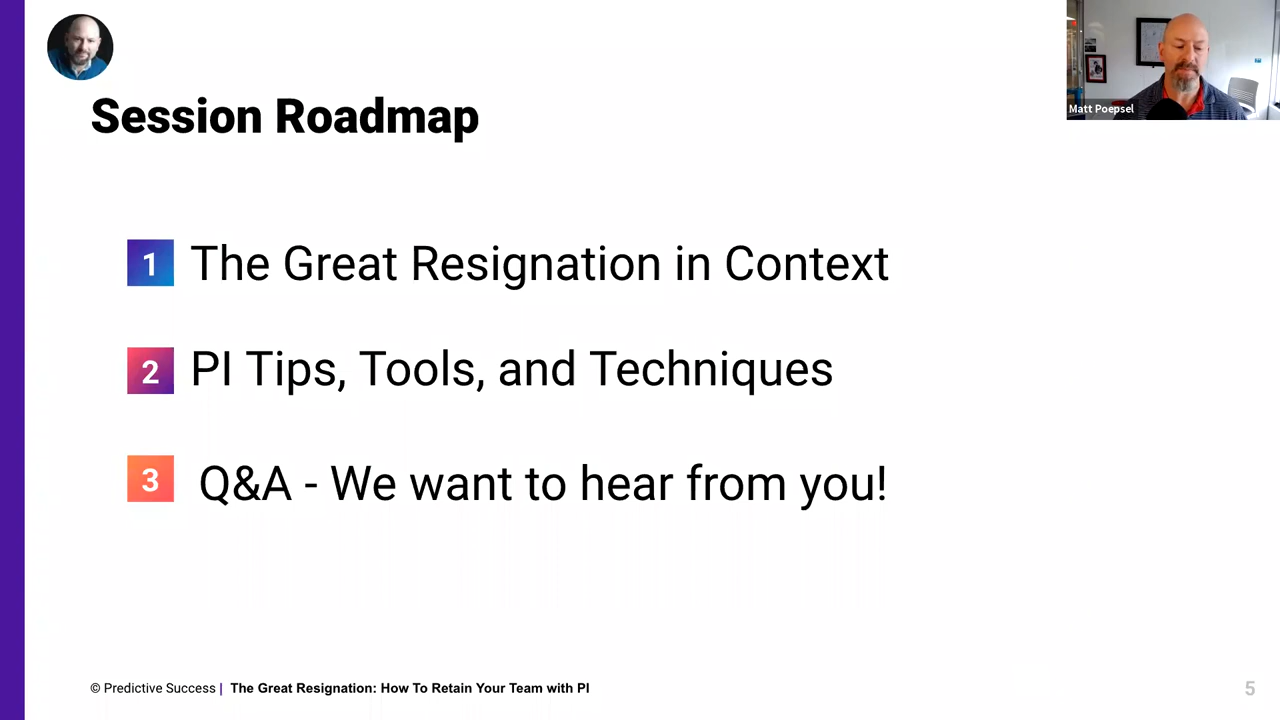 Matt Poepsel
Session Roadmap
1 The Great Resignation in Context
2 PI Tips, Tools, and Techniques
3 Q&A - We want to hear from you!
© Predictive Success | The Great Resignation: How To Retain Your Team with PI
5